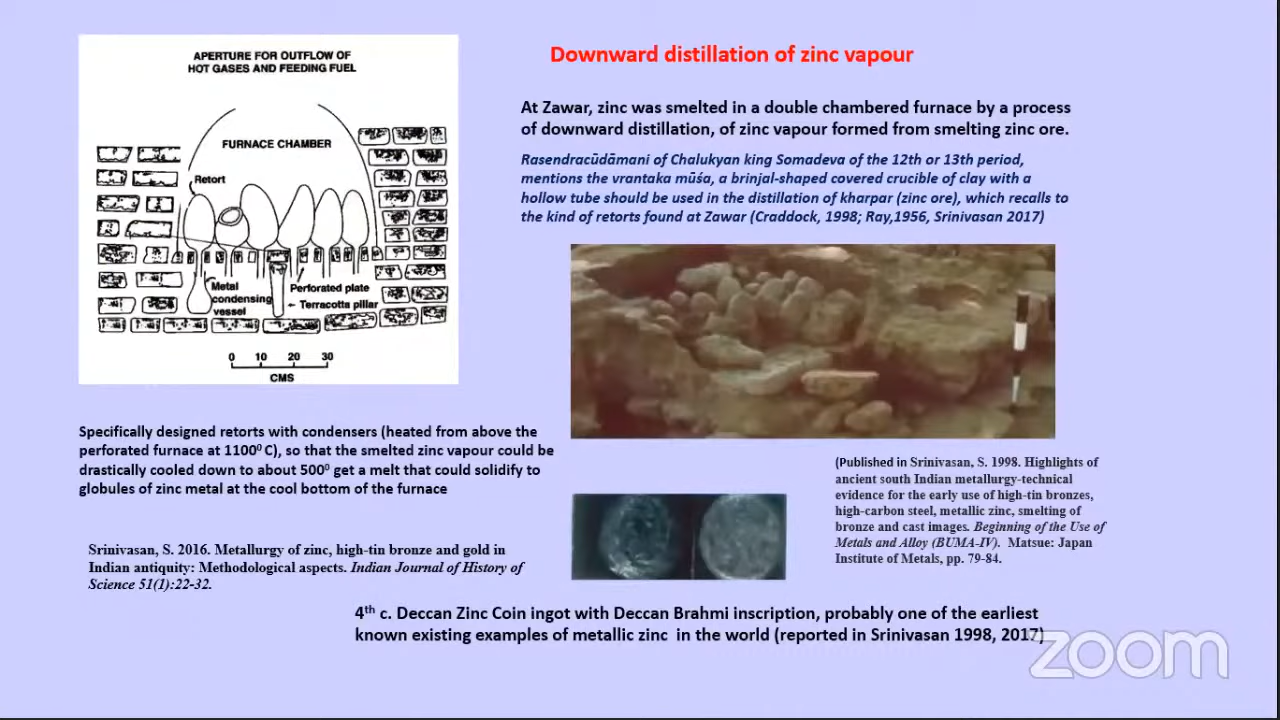 APERTURE FOR OUTFLOW OF
HOT GASES AND FEEDING FUEL
FURNACE CHAMBER
Retort
Metal
condensing
vessel
Perforated plate
Terracotta pillar
0 10 20 30
CMS
Downward distillation of zinc vapour
At Zawar, zinc was smelted in a double chambered furnace by a process
of downward distillation, of zinc vapour formed from smelting zinc ore.
Rasendracūdāmani of Chalukyan king Somadeva of the 12th or 13th period,
mentions the vrantaka mūśa, a brinjal-shaped covered crucible of clay with a
hollow tube should be used in the distillation of kharpar (zinc ore), which recalls to
the kind of retorts found at Zawar (Craddock, 1998; Ray,1956, Srinivasan 2017)
Specifically designed retorts with condensers (heated from above the
perforated furnace at 1100⁰ C), so that the smelted zinc vapour could be
drastically cooled down to about 500⁰ get a melt that could solidify to
globules of zinc metal at the cool bottom of the furnace
(Published in Srinivasan, S. 1998. Highlights of
ancient south Indian metallurgy-technical
evidence for the early use of high-tin bronzes,
high-carbon steel, metallic zinc, smelting of
bronze and cast images. Beginning of the Use of
Metals and Alloy (BUMA-IV). Matsue: Japan
Institute of Metals, pp. 79-84.
Srinivasan, S. 2016. Metallurgy of zinc, high-tin bronze and gold in
Indian antiquity: Methodological aspects. Indian Journal of History of
Science 51(1):22-32.
4th c. Deccan Zinc Coin ingot with Deccan Brahmi inscription, probably one of the earliest
known existing examples of metallic zinc in the world (reported in Srinivasan 1998, 2017)
zoom